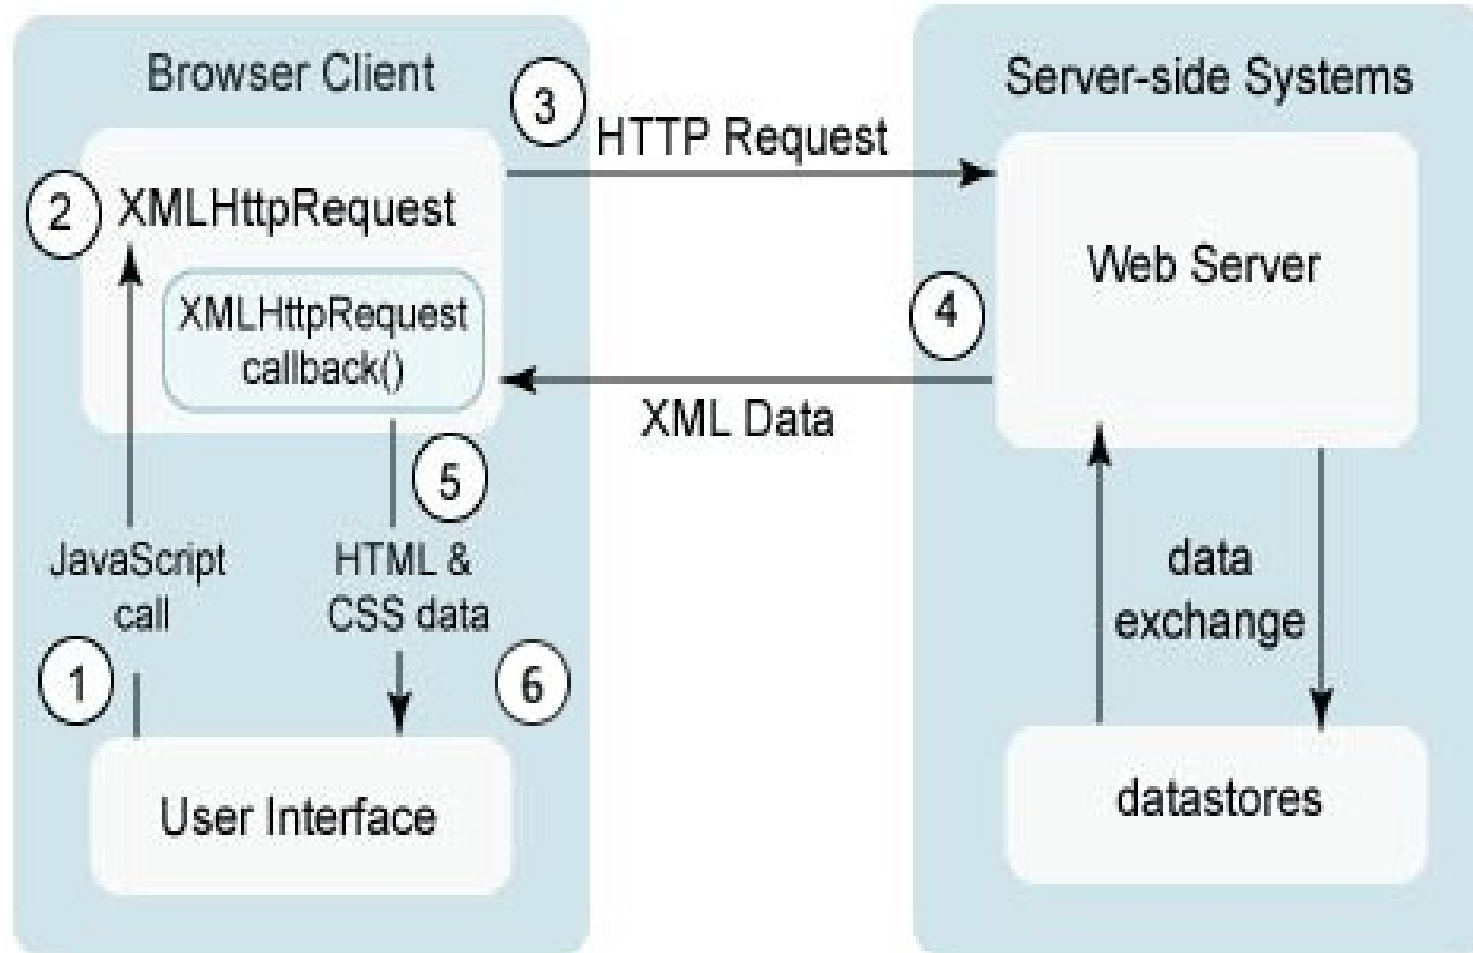 Browser Client
3
HTTP Request
Server-side Systems
2
XMLHttpRequest
XMLHttpRequest
callback()
Web Server
4
XML Data
5
JavaScript
call
HTML &
CSS data
data
exchange
1
6
User Interface
datastores